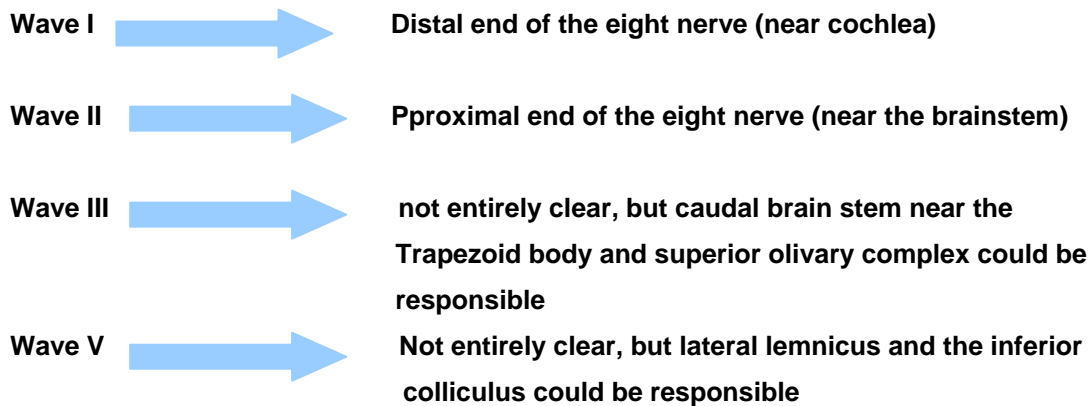 Wave I Distal end of the eight nerve (near cochlea)
Wave II Pproximal end of the eight nerve (near the brainstem)
Wave III not entirely clear, but caudal brain stem near the
Trapezoid body and superior olivary complex could be
responsible
Wave V Not entirely clear, but lateral lemnicus and the inferior
colliculus could be responsible